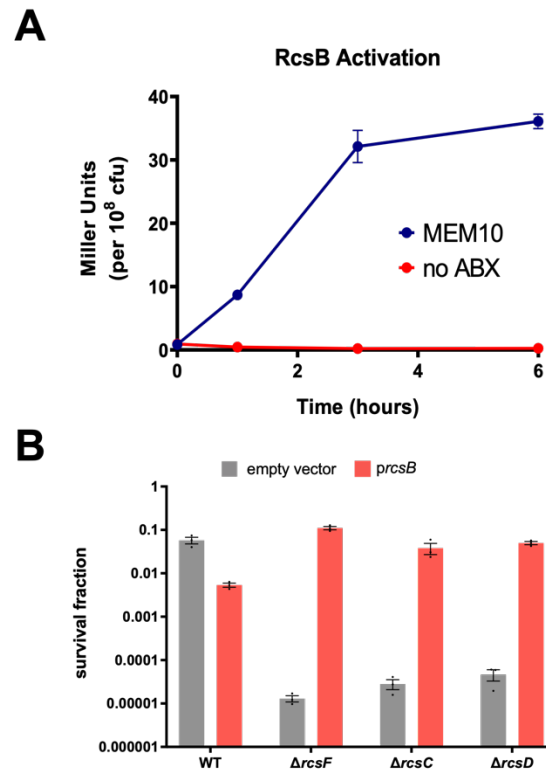 A
RcsB Activation
40
30
20
10
0
Miller Units
(per 10⁸ cfu)
MEM10
no ABX
0 2 4 6
Time (hours)
B
empty vector prcsB
1
0.1
0.01
0.001
0.0001
0.00001
0.000001
survival fraction
WT ΔrcsF ΔrcsC ΔrcsD